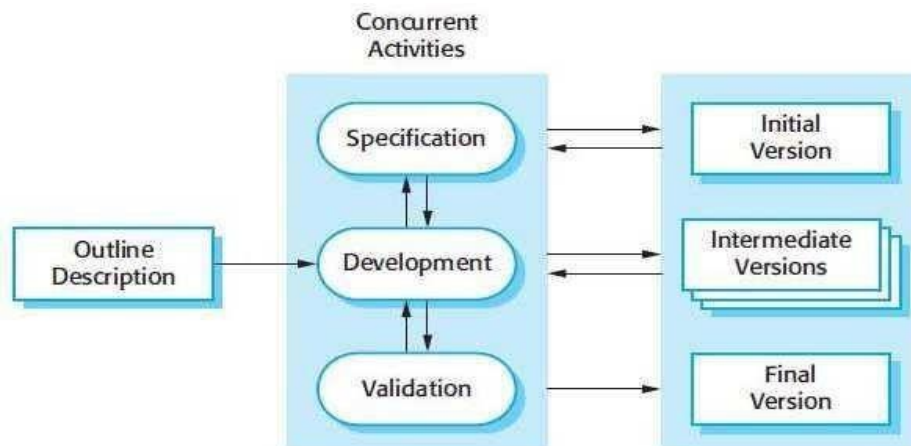 Concurrent
Activities
Specification
Initial
Version
Outline
Description
Development
Intermediate
Versions
Validation
Final
Version